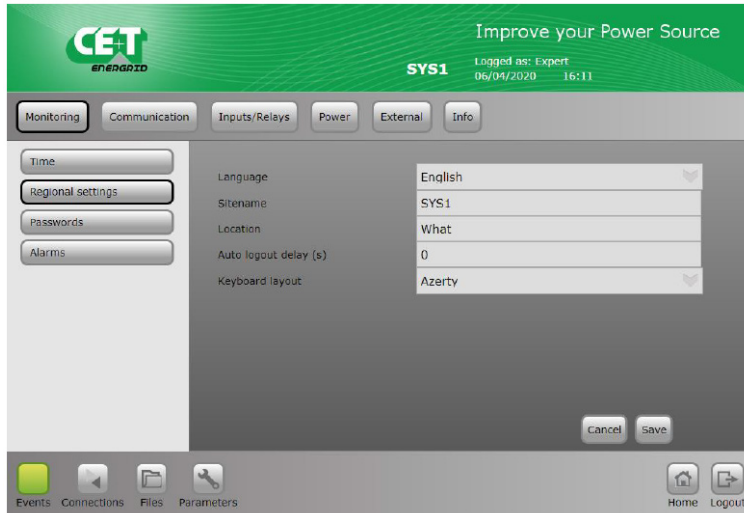 CE+T
ENERGRID
Improve your Power Source
SYS1
Logged as: Expert
06/04/2020 16:11
Monitoring Communication Inputs/Relays Power External Info
Time
Regional settings
Passwords
Alarms
Language English
Sitename SYS1
Location What
Auto logout delay (s) 0
Keyboard layout Azerty
Cancel Save
Events Connections Files Parameters Home Logout